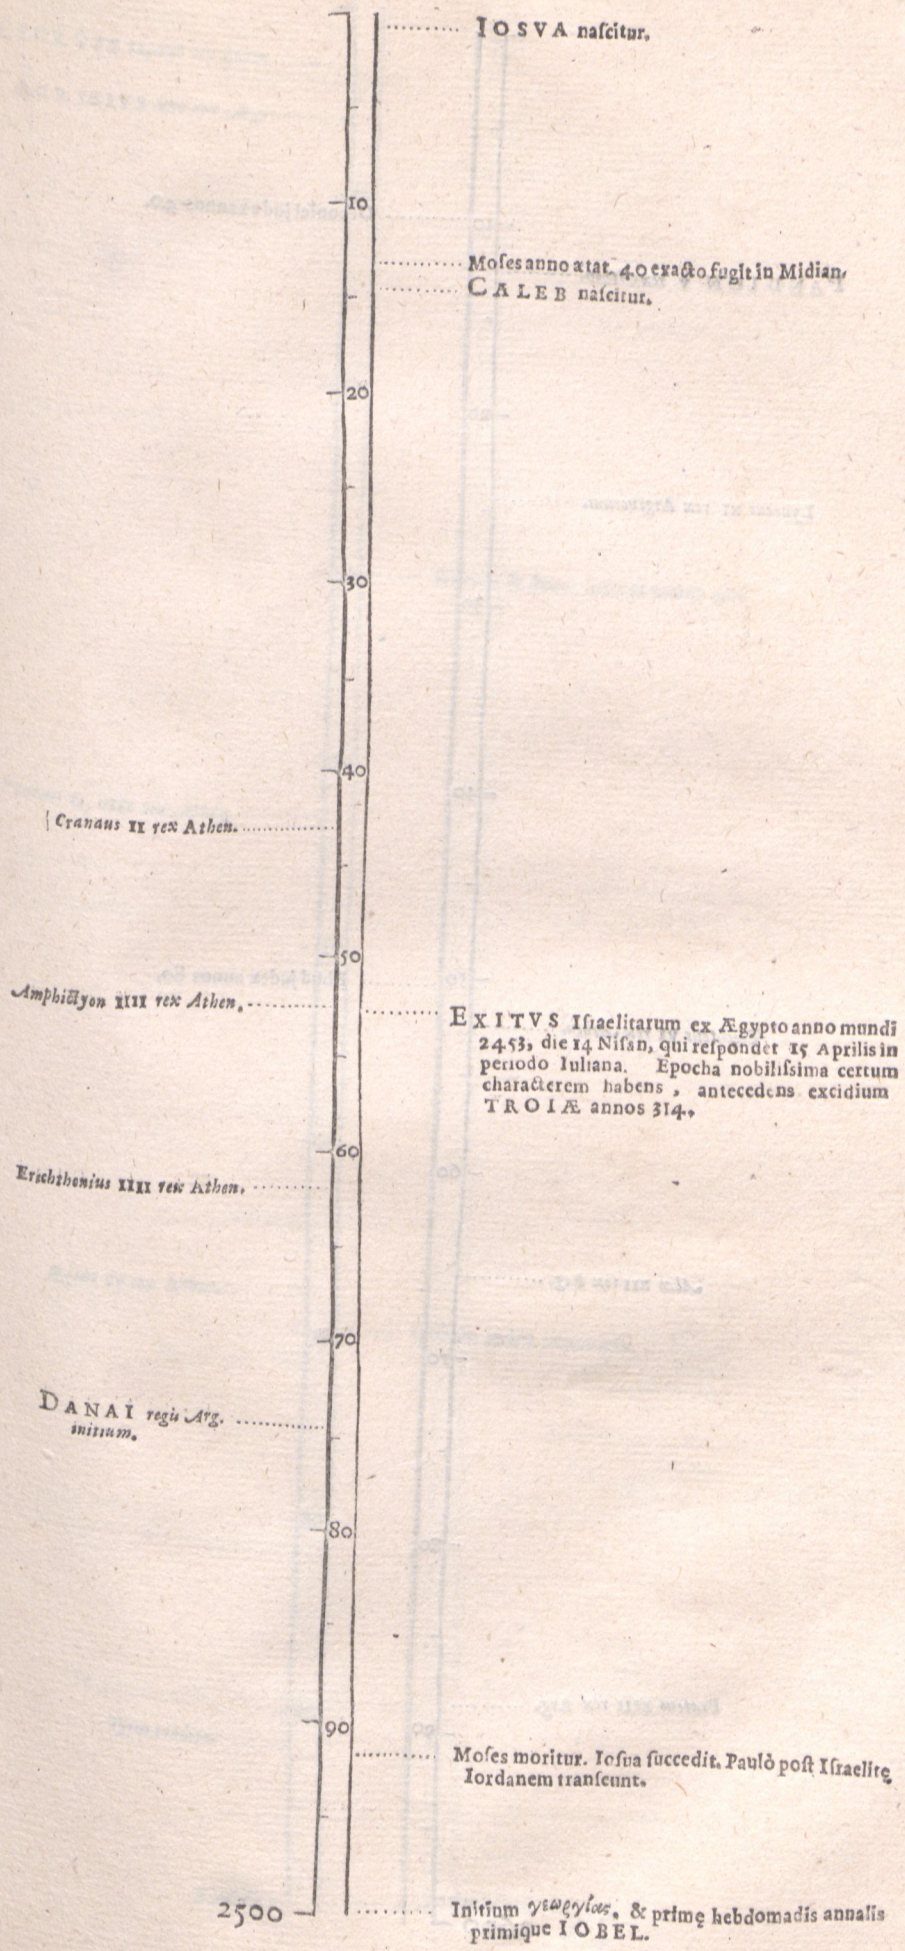 IOSVA naſcitur.
10
Moſes anno ætat. 40 exacto fugit in Midian.
CALEB naſcitur.
20
30
40
Cranaus II rex Athen.
50
Amphictyon IIII rex Athen.
EXITVS Iſraelitarum ex Ægypto anno mundi
2453, die 14 Niſan, qui reſpondet 15 Aprilis in
periodo Iuliana. Epocha nobiliſsima certum
characterem habens, antecedens excidium
TROIÆ annos 314.
60
Erichthonius IIII rex Athen.
70
DANAI regis Arg.
initium.
80
90
Moſes moritur. Ioſua ſuccedit. Paulò poſt Iſraelitę
Iordanem tranſeunt.
2500
Initium γεωργίας. & primę hebdomadis annalis
primique IOBEL.